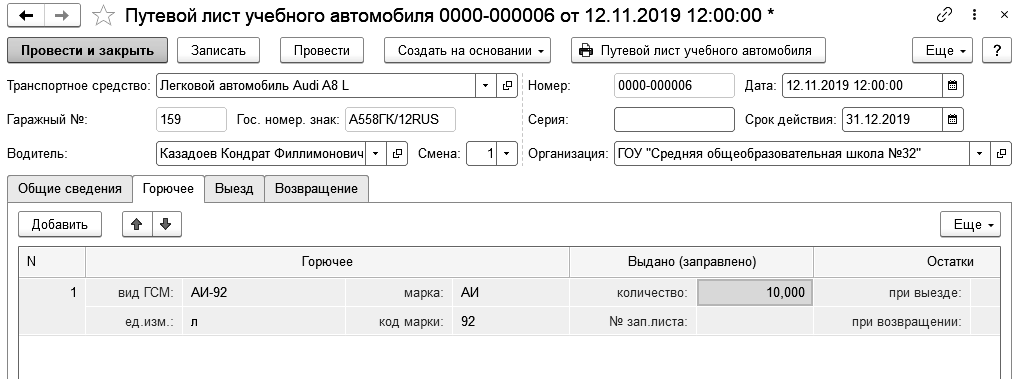 Путевой лист учебного автомобиля 0000-000006 от 12.11.2019 12:00:00 *
Провести и закрыть Записать Провести Создать на основании Путевой лист учебного автомобиля Еще ?
Транспортное средство: Легковой автомобиль Audi A8 L Номер: 0000-000006 Дата: 12.11.2019 12:00:00
Гаражный №: 159 Гос. номер. знак: А558ГК/12RUS Серия: Срок действия: 31.12.2019
Водитель: Казадоев Кондрат Филлимонович Смена: 1 Организация: ГОУ "Средняя общеобразовательная школа №32"
Общие сведения Горючее Выезд Возвращение
Добавить Еще
N Горючее Выдано (заправлено) Остатки
1 вид ГСМ: АИ-92 марка: АИ количество: 10,000 при выезде:
ед.изм.: л код марки: 92 № зап.листа: при возвращении: